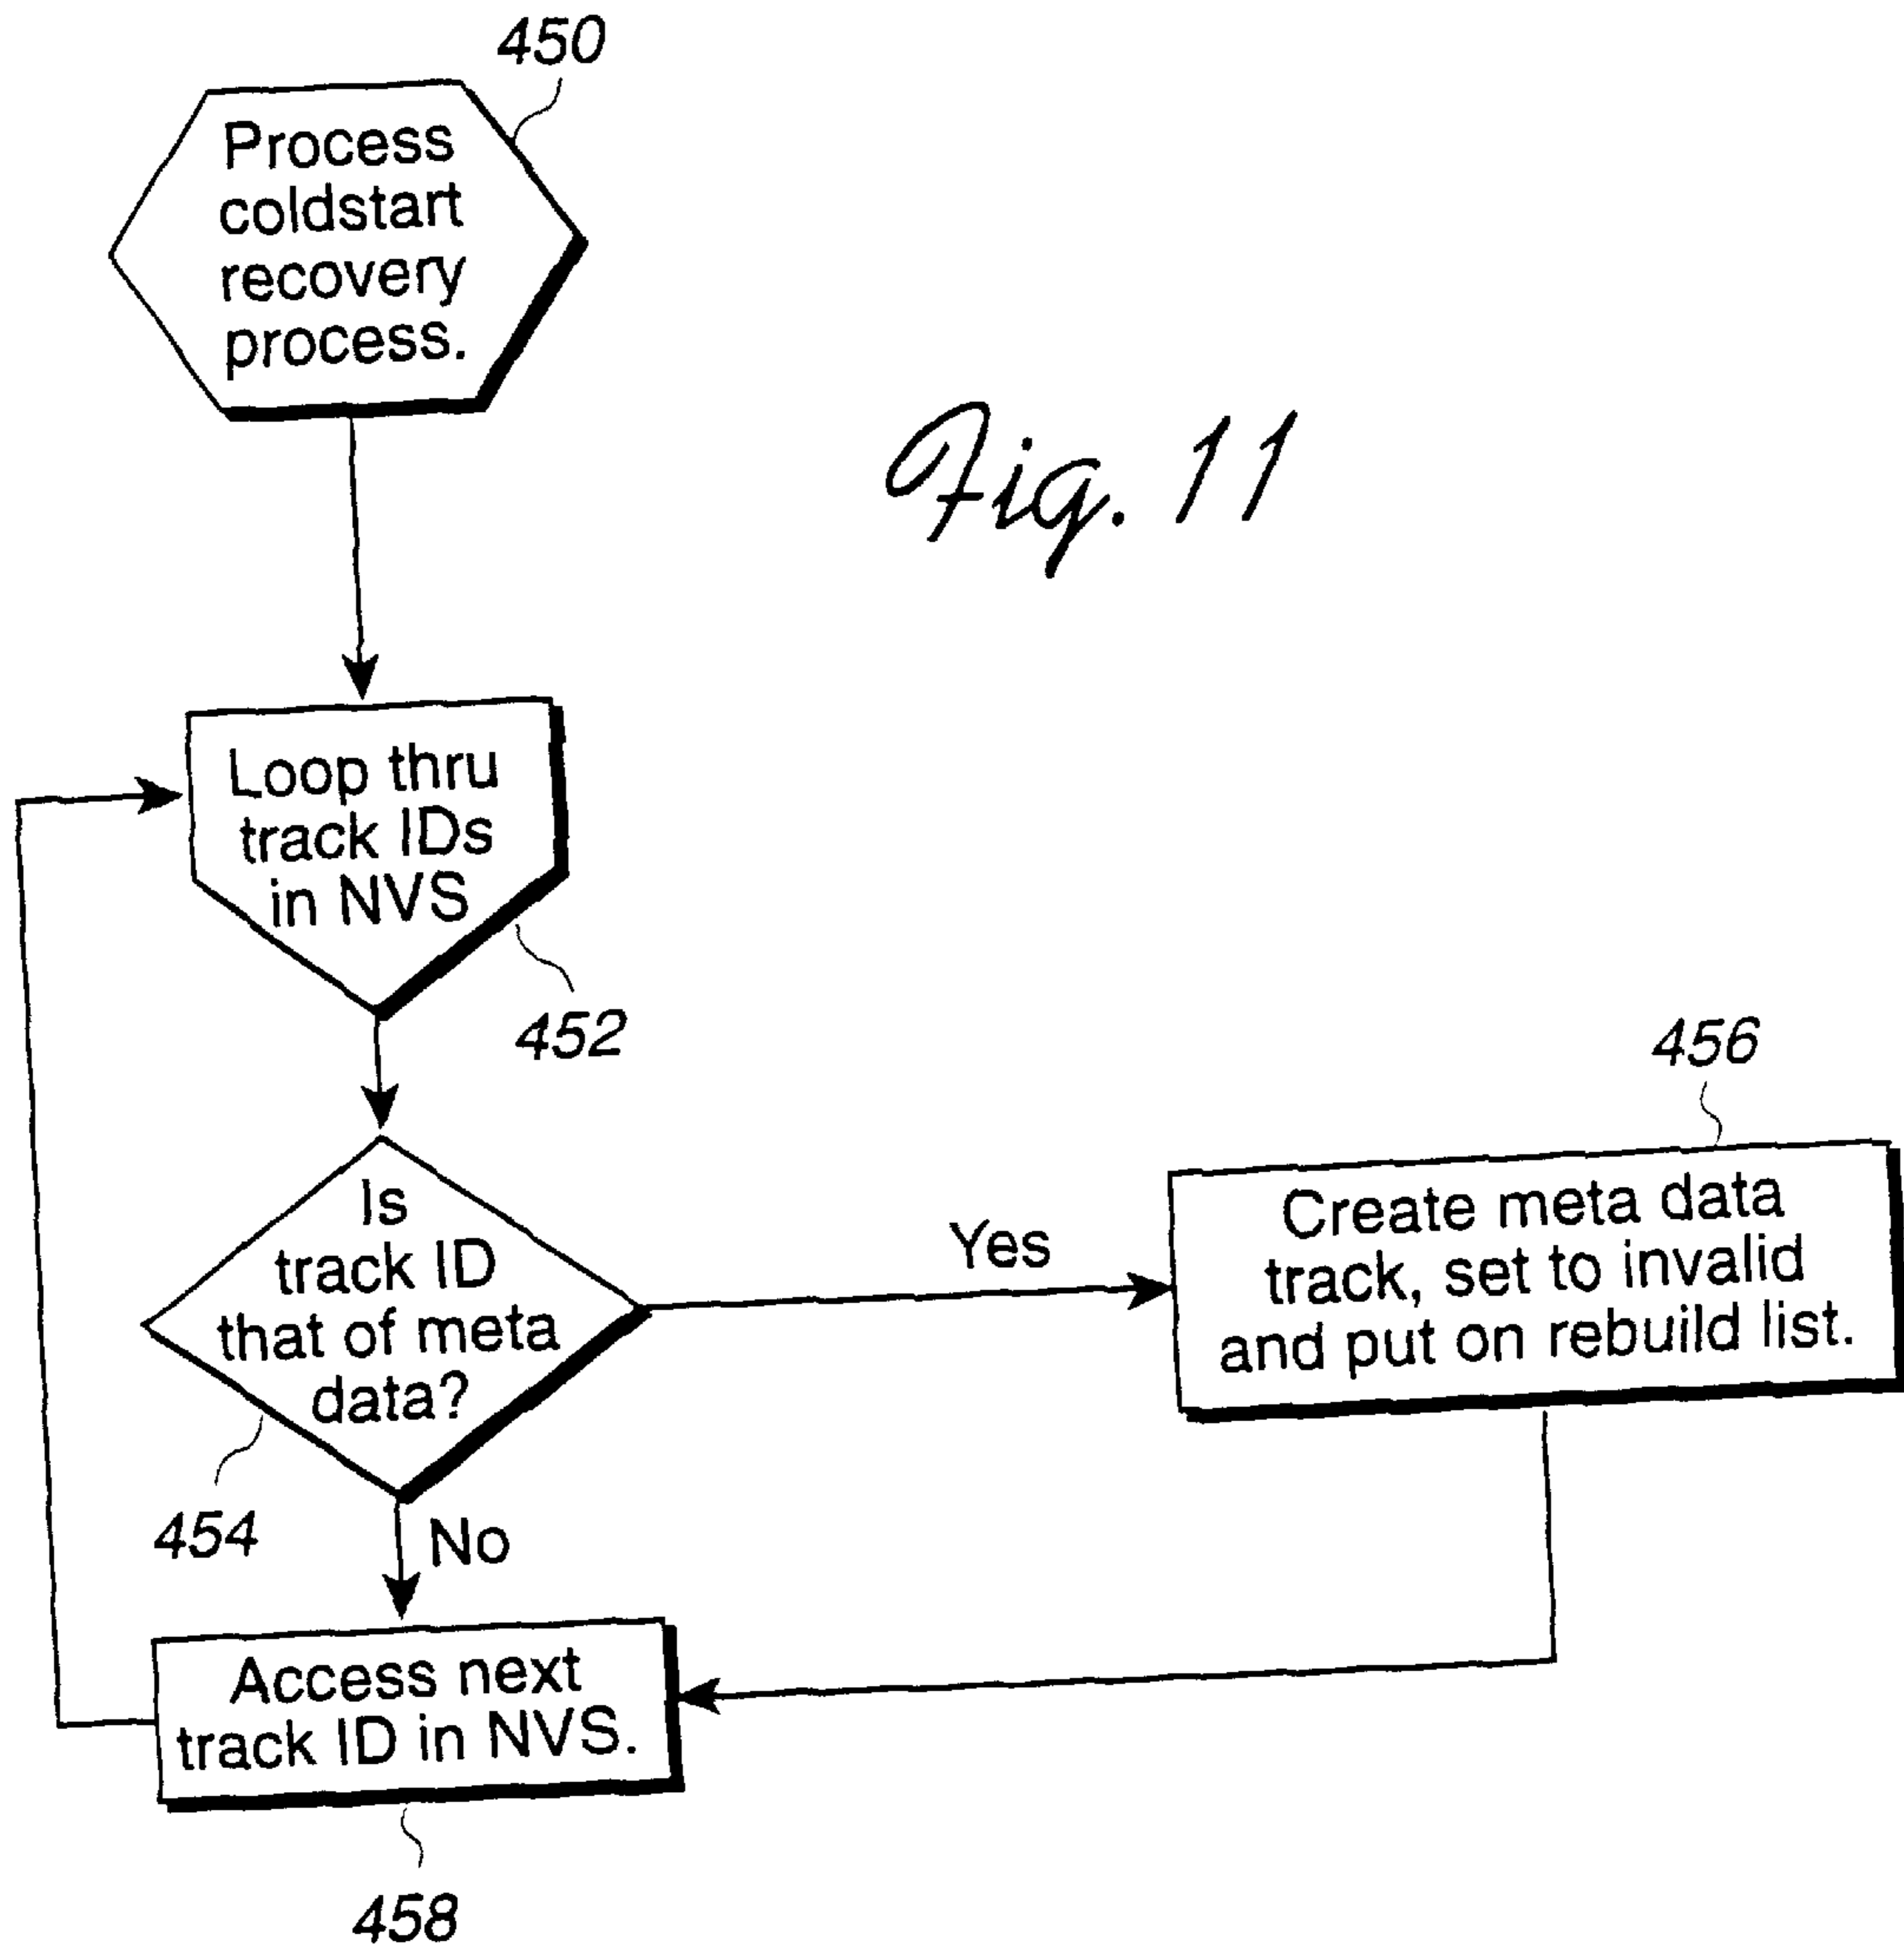 450
Process
coldstart
recovery
process.
Fig. 11
Loop thru
track IDs
in NVS
452
Is
track ID
that of meta
data?
454
Yes
456
Create meta data
track, set to invalid
and put on rebuild list.
No
Access next
track ID in NVS.
458